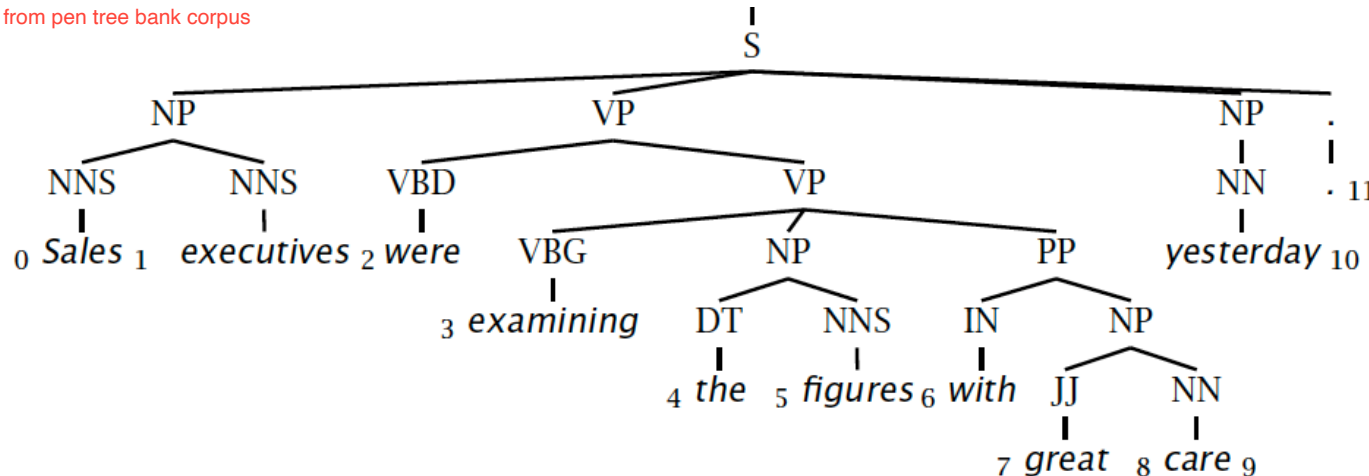 from pen tree bank corpus
S
NP VP NP .
NNS NNS VBD VP NN . 11
0 Sales 1 executives 2 were VBG NP PP yesterday 10
3 examining DT NNS IN NP
4 the 5 figures 6 with JJ NN
7 great 8 care 9